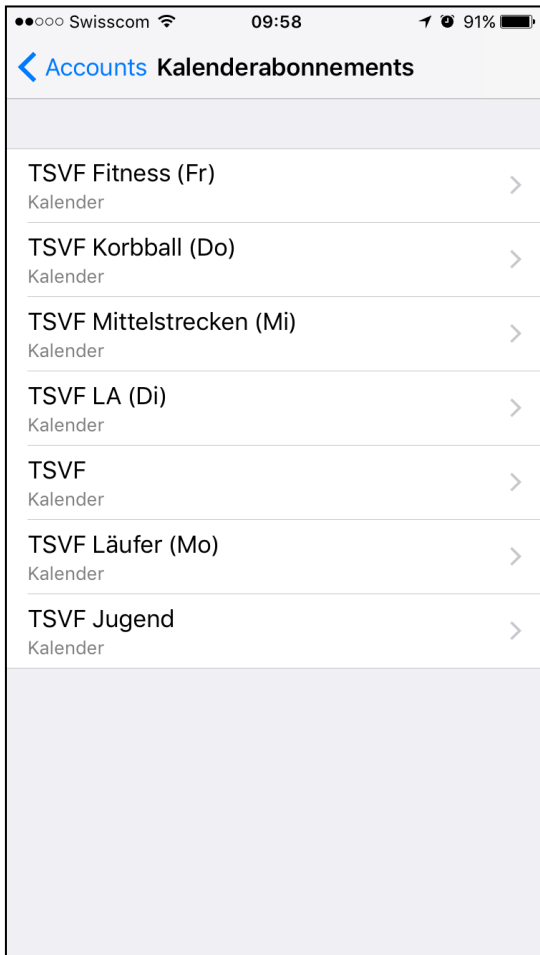 Swisscom 09:58 91%
Accounts Kalenderabonnements
TSVF Fitness (Fr)
Kalender
TSVF Korbball (Do)
Kalender
TSVF Mittelstrecken (Mi)
Kalender
TSVF LA (Di)
Kalender
TSVF
Kalender
TSVF Läufer (Mo)
Kalender
TSVF Jugend
Kalender